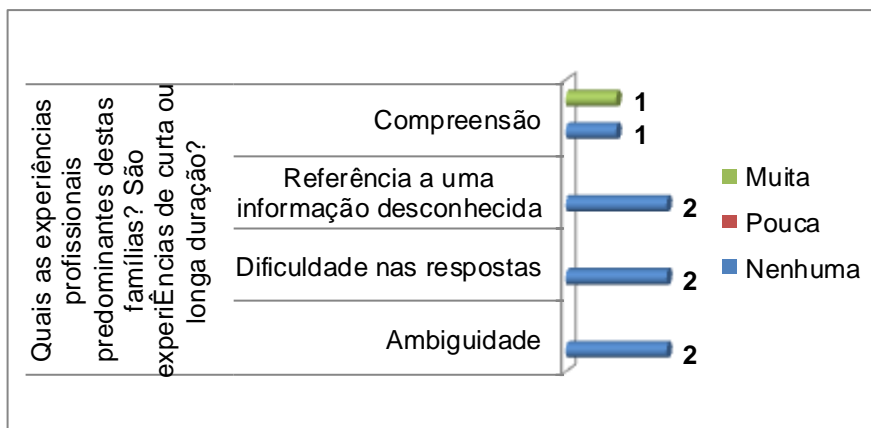 Quais as experiências
profissionais
predominantes destas
famílias? São
experiÊncias de curta ou
longa duração?
Compreensão
1
1
Referência a uma
informação desconhecida
2
Dificuldade nas respostas
2
Ambiguidade
2
Muita
Pouca
Nenhuma